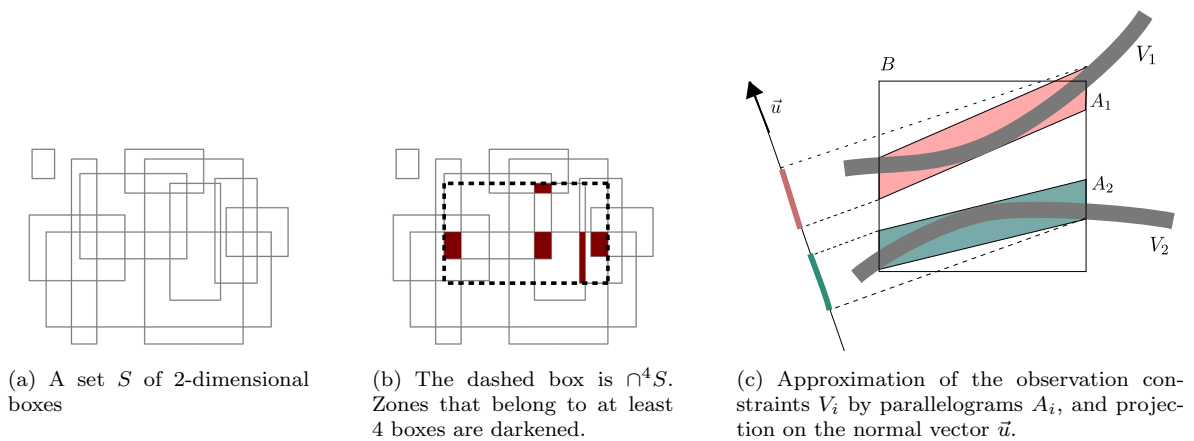 B
V₁
A₁
u⃗
A₂
V₂
(a) A set S of 2-dimensional
boxes
(b) The dashed box is ∩⁴S.
Zones that belong to at least
4 boxes are darkened.
(c) Approximation of the observation con-
straints Vᵢ by parallelograms Aᵢ, and projec-
tion on the normal vector u⃗.